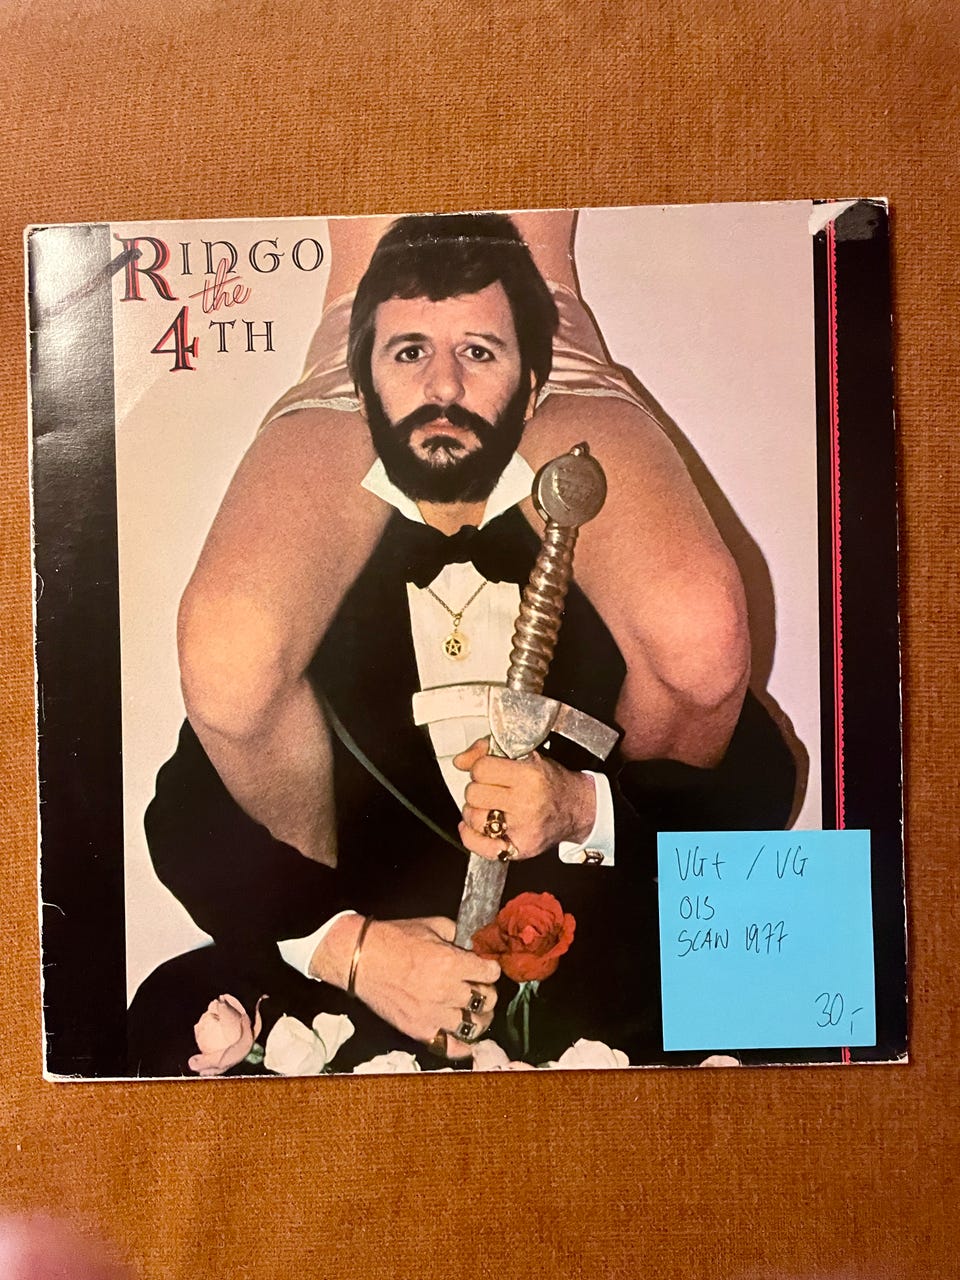 RINGO
the
4TH
VG+ / VG
OIS
SCAN 1977
30,-